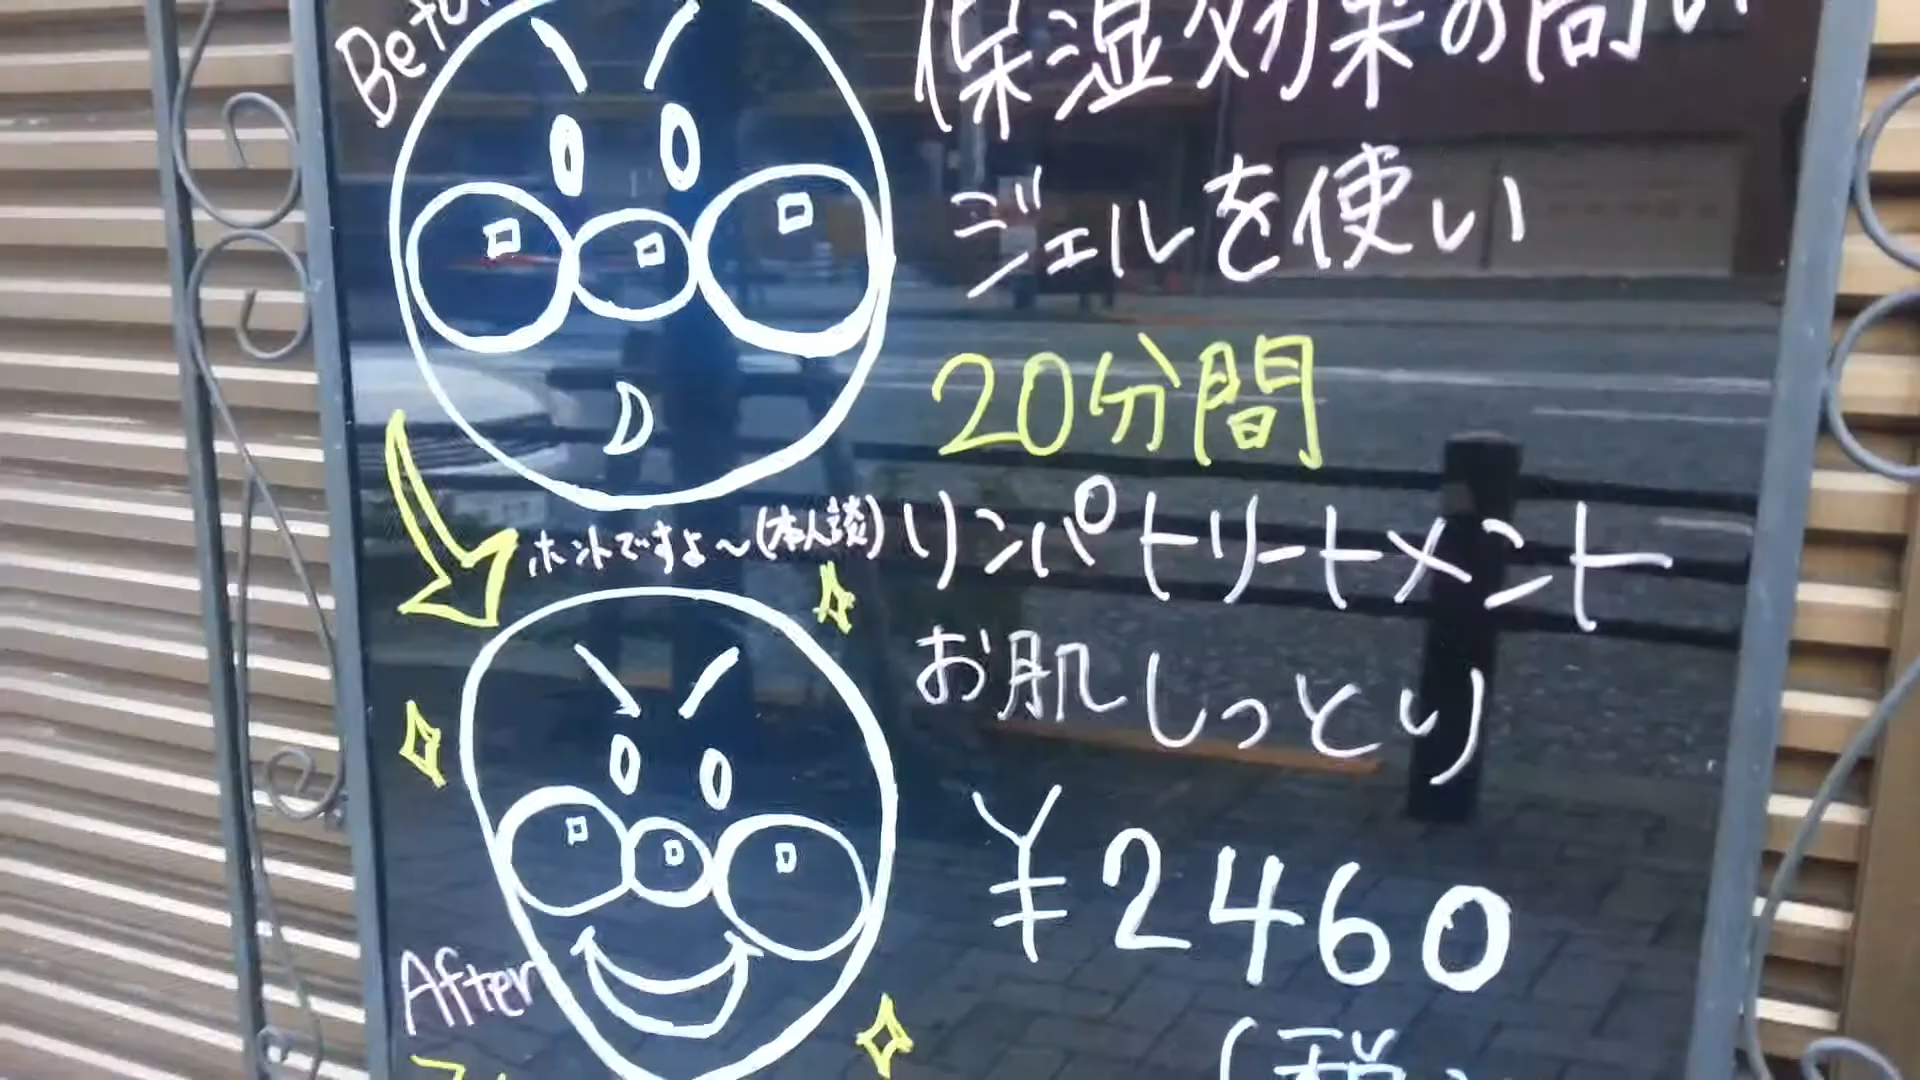 Before
保湿効果の高い
ジェルを使い
20分間
ホントですよ～(本人談)
リンパトリートメント
お肌しっとり
¥2460
After
(税